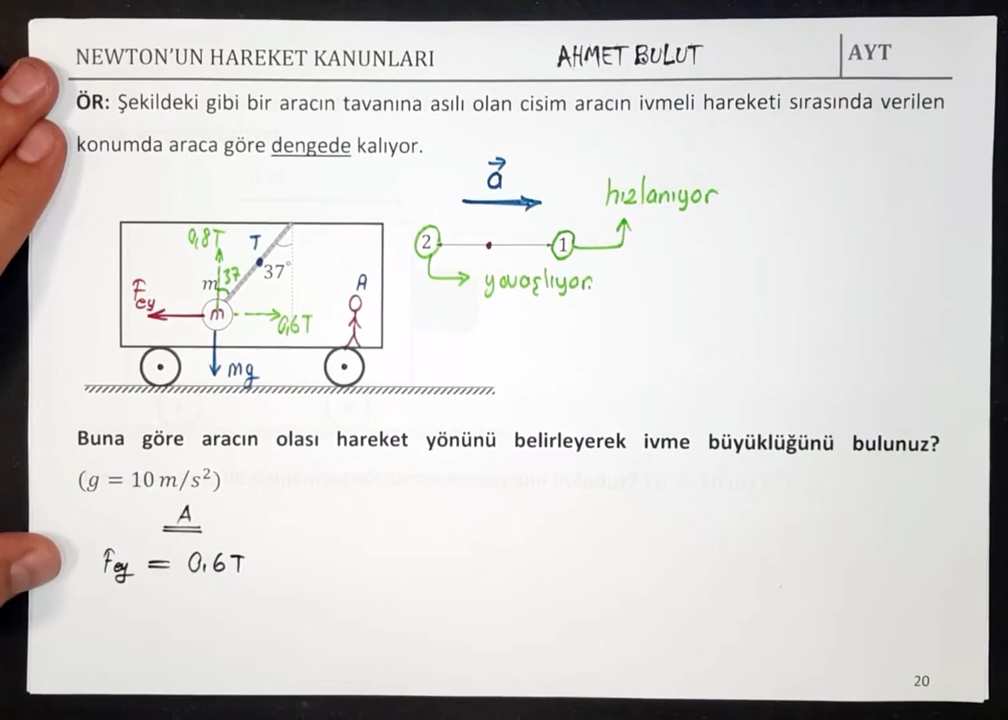 NEWTON'UN HAREKET KANUNLARI AHMET BULUT AYT
ÖR: Şekildeki gibi bir aracın tavanına asılı olan cisim aracın ivmeli hareketi sırasında verilen
konumda araca göre dengede kalıyor.
a
hızlanıyor
2 1
yavaşlıyor.
0,8T T
37 37°
m
A
Fey m 0,6T
mg
Buna göre aracın olası hareket yönünü belirleyerek ivme büyüklüğünü bulunuz?
(g = 10 m/s²)
A
Fey = 0,6T
20